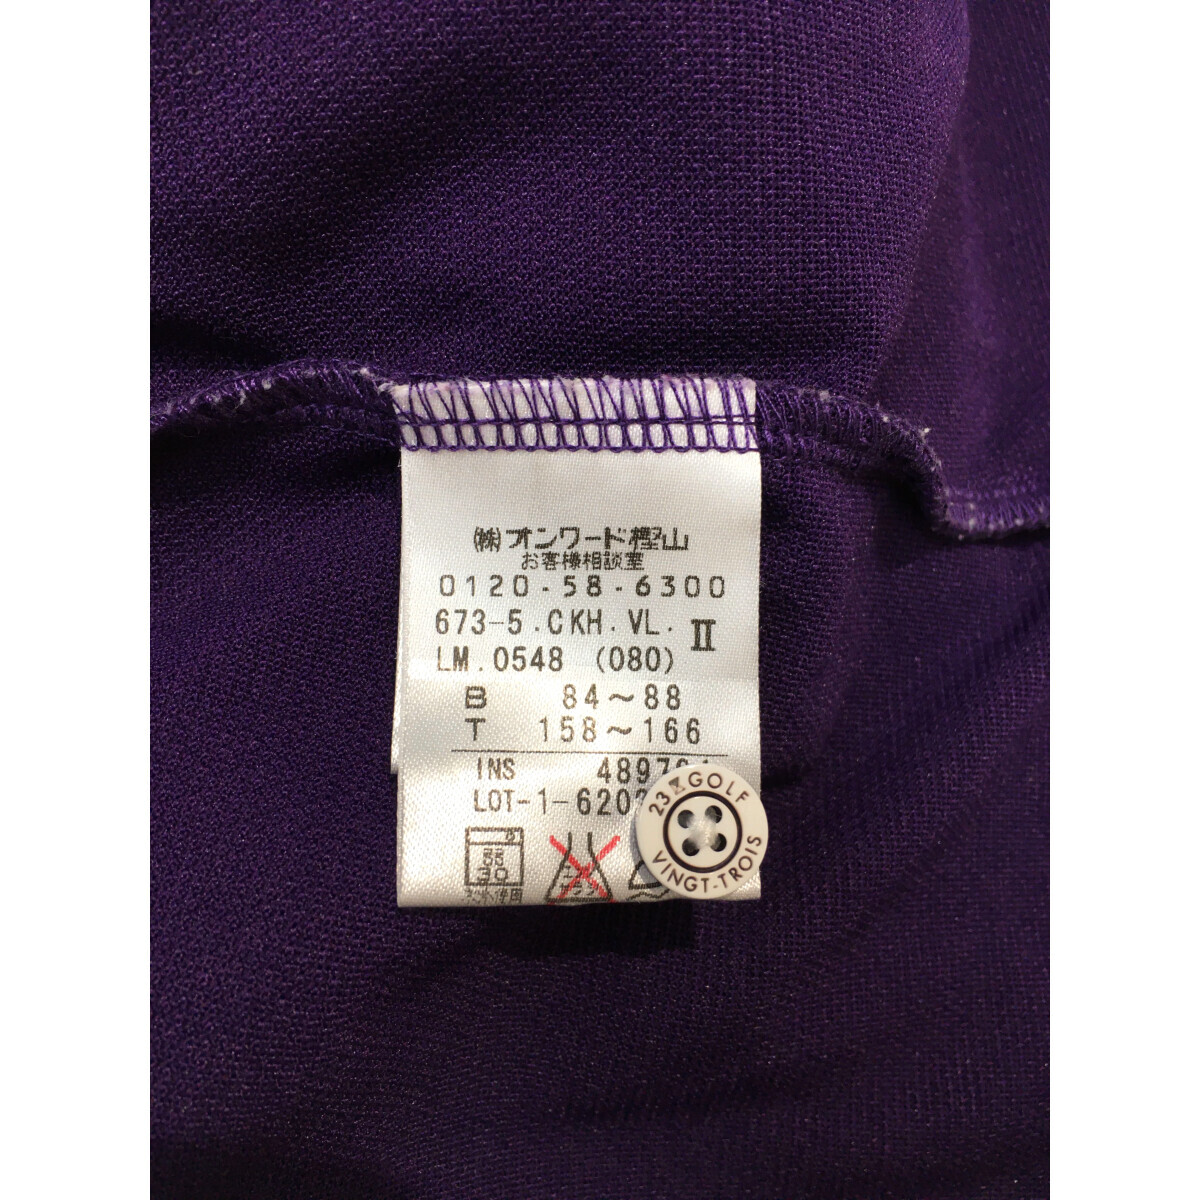 ㈱オンワード樫山
お客様相談室
0120-58-6300
673-5.CKH.VL. II
LM.0548 (080)
B 84~88
T 158~166
INS
LOT-1-
30
23区GOLF
VINGT-TROIS